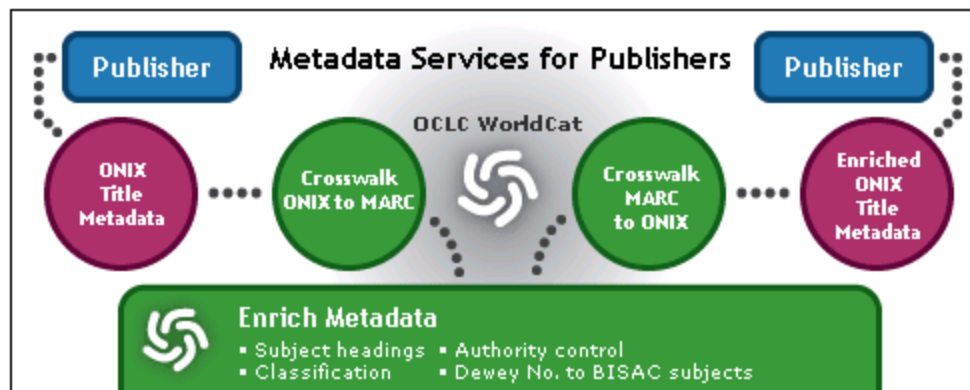 Metadata Services for Publishers
Publisher
Publisher
OCLC WorldCat
ONIX
Title
Metadata
Crosswalk
ONIX to MARC
Crosswalk
MARC
to ONIX
Enriched
ONIX
Title
Metadata
Enrich Metadata
▪ Subject headings
▪ Classification
▪ Authority control
▪ Dewey No. to BISAC subjects